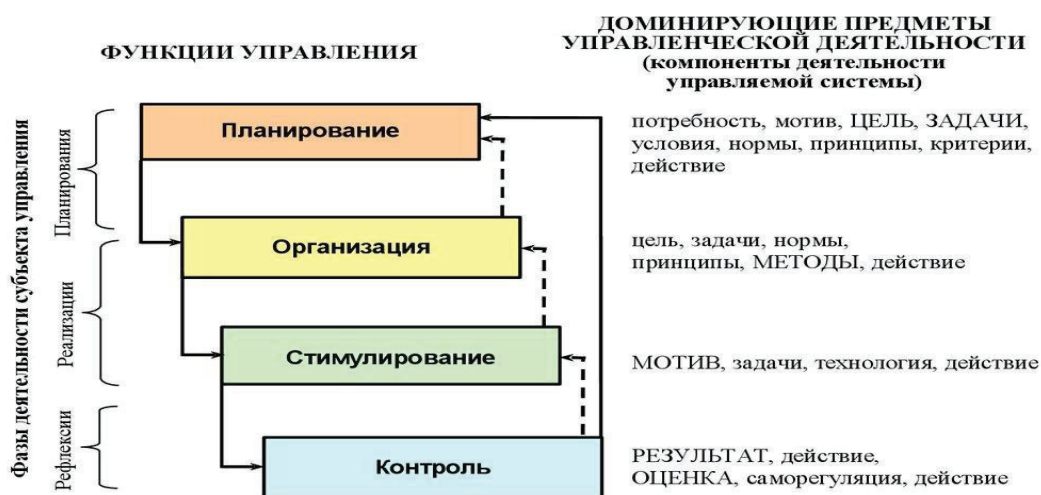 ФУНКЦИИ УПРАВЛЕНИЯ
ДОМИНИРУЮЩИЕ ПРЕДМЕТЫ
УПРАВЛЕНЧЕСКОЙ ДЕЯТЕЛЬНОСТИ
(компоненты деятельности
управляемой системы)
Фазы деятельности субъекта управления
Планирования
Планирование
потребность, мотив, ЦЕЛЬ, ЗАДАЧИ,
условия, нормы, принципы, критерии,
действие
Реализации
Организация
цель, задачи, нормы,
принципы, МЕТОДЫ, действие
Стимулирование
МОТИВ, задачи, технология, действие
Рефлексии
Контроль
РЕЗУЛЬТАТ, действие,
ОЦЕНКА, саморегуляция, действие